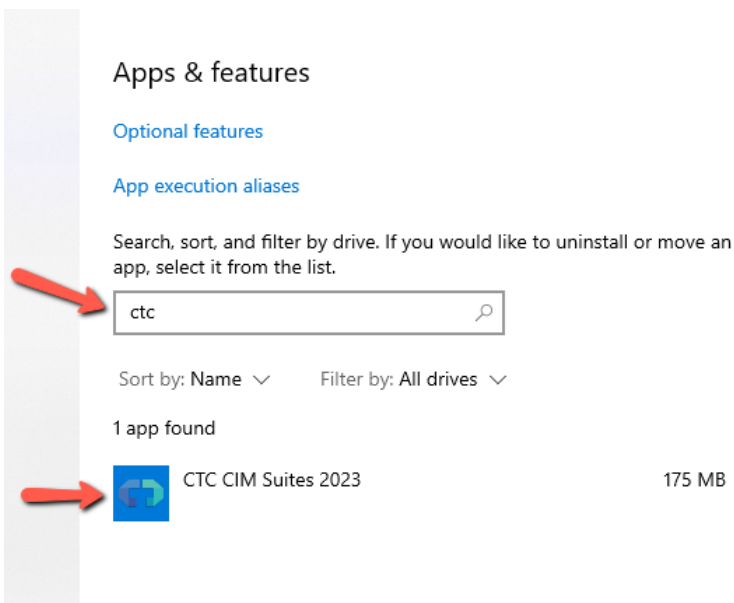 Apps & features
Optional features
App execution aliases
Search, sort, and filter by drive. If you would like to uninstall or move an
app, select it from the list.
ctc
Sort by: Name Filter by: All drives
1 app found
CTC CIM Suites 2023 175 MB